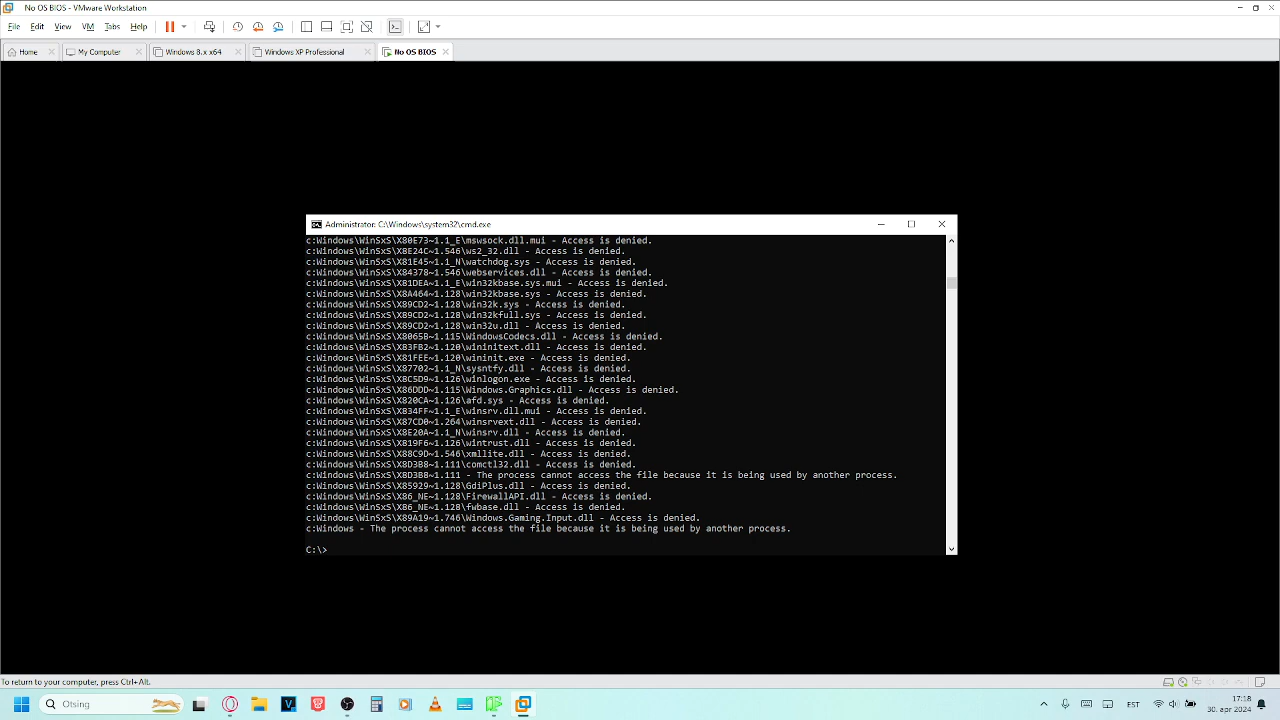 No OS BIOS - VMware Workstation
File Edit View VM Tabs Help
Home My Computer Windows 8.x x64 Windows XP Professional No OS BIOS
Administrator: C:\Windows\system32\cmd.exe
c:Windows\WinSxS\X80E73~1.1_E\mswsock.dll.mui - Access is denied.
c:Windows\WinSxS\X8E24C~1.546\ws2_32.dll - Access is denied.
c:Windows\WinSxS\X81E45~1.1_N\watchdog.sys - Access is denied.
c:Windows\WinSxS\X84378~1.546\webservices.dll - Access is denied.
c:Windows\WinSxS\X81DEA~1.1_E\win32kbase.sys.mui - Access is denied.
c:Windows\WinSxS\X8A464~1.128\win32kbase.sys - Access is denied.
c:Windows\WinSxS\X89CD2~1.128\win32k.sys - Access is denied.
c:Windows\WinSxS\X89CD2~1.128\win32kfull.sys - Access is denied.
c:Windows\WinSxS\X89CD2~1.128\win32u.dll - Access is denied.
c:Windows\WinSxS\X8065B~1.115\WindowsCodecs.dll - Access is denied.
c:Windows\WinSxS\X83FB2~1.120\wininitext.dll - Access is denied.
c:Windows\WinSxS\X81FEE~1.120\wininit.exe - Access is denied.
c:Windows\WinSxS\X87702~1.1_N\sysntfy.dll - Access is denied.
c:Windows\WinSxS\X8C5D9~1.126\winlogon.exe - Access is denied.
c:Windows\WinSxS\X86DDD~1.115\Windows.Graphics.dll - Access is denied.
c:Windows\WinSxS\X820CA~1.126\afd.sys - Access is denied.
c:Windows\WinSxS\X834FF~1.1_E\winsrv.dll.mui - Access is denied.
c:Windows\WinSxS\X87CD0~1.264\winsrvext.dll - Access is denied.
c:Windows\WinSxS\X8E20A~1.1_N\winsrv.dll - Access is denied.
c:Windows\WinSxS\X819F6~1.126\wintrust.dll - Access is denied.
c:Windows\WinSxS\X88C9D~1.546\xmllite.dll - Access is denied.
c:Windows\WinSxS\X8D3B8~1.111\comctl32.dll - Access is denied.
c:Windows\WinSxS\X8D3B8~1.111 - The process cannot access the file because it is being used by another process.
c:Windows\WinSxS\X85929~1.128\GdiPlus.dll - Access is denied.
c:Windows\WinSxS\X86_NE~1.128\FirewallAPI.dll - Access is denied.
c:Windows\WinSxS\X86_NE~1.128\fwbase.dll - Access is denied.
c:Windows\WinSxS\X89A19~1.746\Windows.Gaming.Input.dll - Access is denied.
c:Windows - The process cannot access the file because it is being used by another process.
C:\>
To return to your computer, press Ctrl+Alt.
Otsing
EST
17:18
30. apr 2024